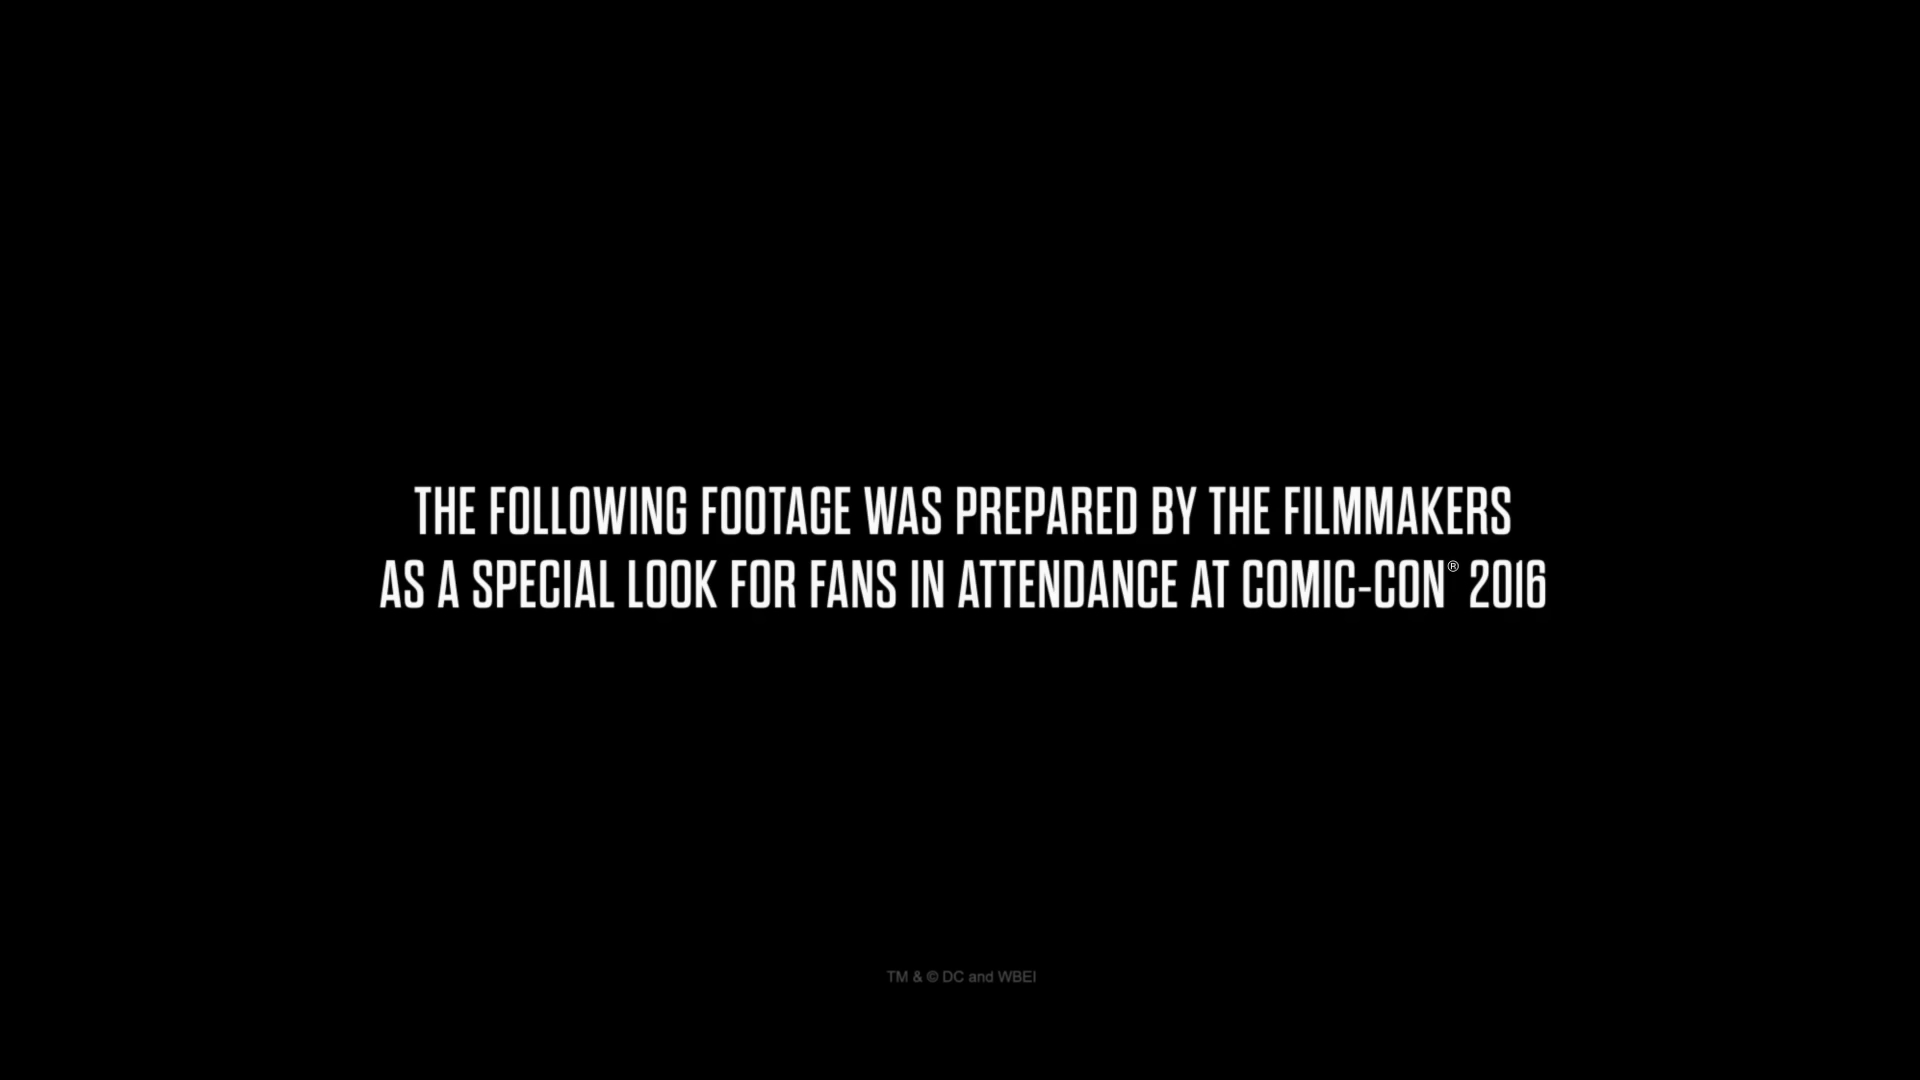 THE FOLLOWING FOOTAGE WAS PREPARED BY THE FILMMAKERS
AS A SPECIAL LOOK FOR FANS IN ATTENDANCE AT COMIC-CON® 2016
TM & © DC and WBEI